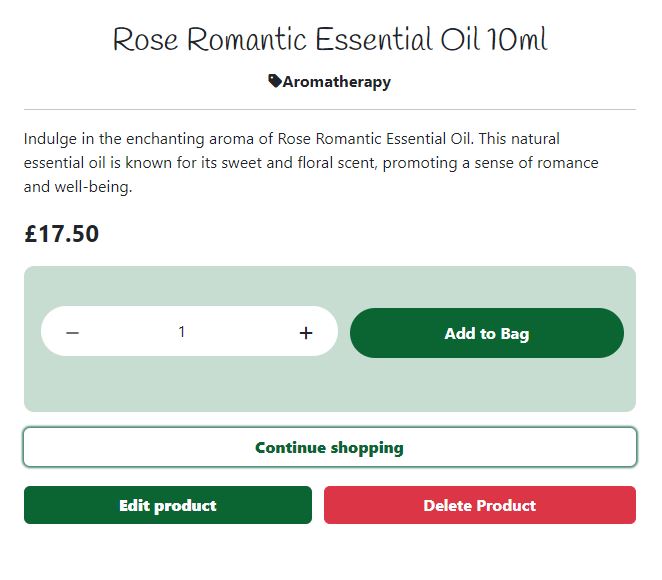 Rose Romantic Essential Oil 10ml
Aromatherapy
Indulge in the enchanting aroma of Rose Romantic Essential Oil. This natural
essential oil is known for its sweet and floral scent, promoting a sense of romance
and well-being.
£17.50
− 1 + Add to Bag
Continue shopping
Edit product Delete Product